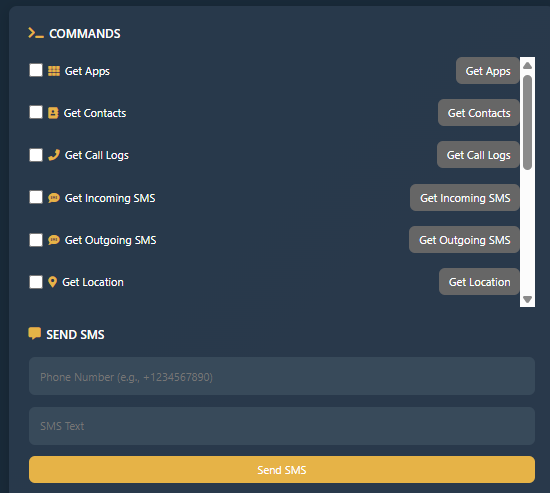 COMMANDS
Get Apps Get Apps
Get Contacts Get Contacts
Get Call Logs Get Call Logs
Get Incoming SMS Get Incoming SMS
Get Outgoing SMS Get Outgoing SMS
Get Location Get Location
SEND SMS
Phone Number (e.g., +1234567890)
SMS Text
Send SMS